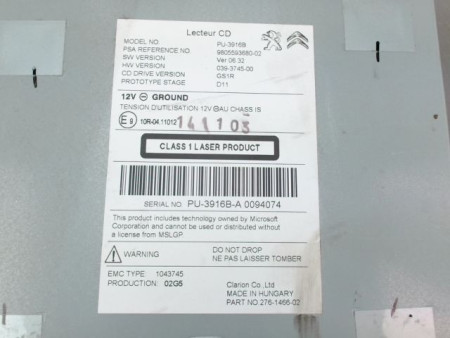 Lecteur CD
MODEL NO. PU-3916B
PSA REFERENCE NO. 9805593680-02
SW VERSION Ver 06.32
HW VERSION 039-3745-00
CD DRIVE VERSION GS1R
PROTOTYPE STAGE D11
12V ⊖ GROUND
TENSION D'UTILISATION 12V ⊖AU CHASSIS
E 9 10R-04.11012 141103
CLASS 1 LASER PRODUCT
SERIAL NO PU-3916B-A 0094074
This product includes technology owned by Microsoft
Corporation and cannot be used or distributed without
a license from MSLGP.
WARNING DO NOT DROP
NE PAS LAISSER TOMBER
EMC TYPE 1043745
PRODUCTION 02G5
Clarion Co.,Ltd
MADE IN HUNGARY
PART NO 276-1466-02